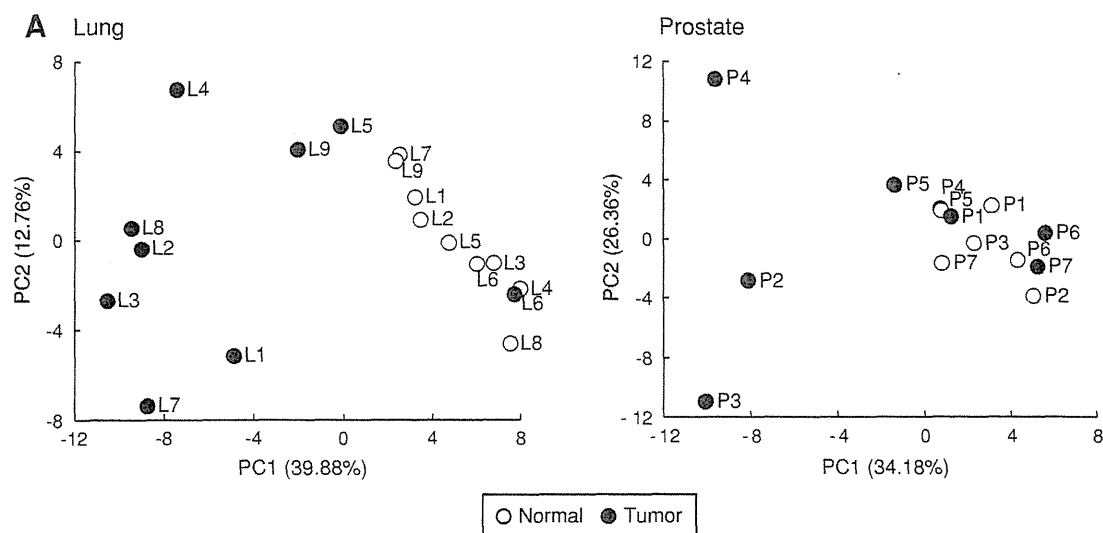 A Lung
8
4
0
-4
-8
PC2 (12.76%)
-12
-8
-4
0
4
8
PC1 (39.88%)
L4
L5
L9
L7
L9
L1
L2
L8
L2
L5
L3
L6
L3
L4
L6
L1
L8
L7
Prostate
12
8
4
0
-4
-8
-12
PC2 (26.36%)
-12
-8
-4
0
4
8
PC1 (34.18%)
P4
P5
P4
P5
P1
P1
P3
P6
P6
P7
P7
P2
P2
P3
Normal Tumor